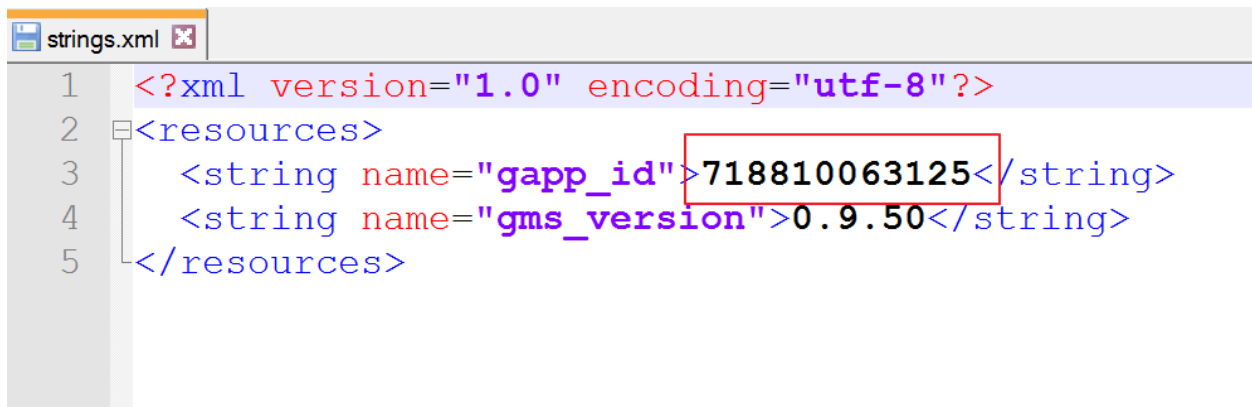 strings.xml
1 <?xml version="1.0" encoding="utf-8"?>
2 <resources>
3 <string name="gapp_id">718810063125</string>
4 <string name="gms_version">0.9.50</string>
5 </resources>